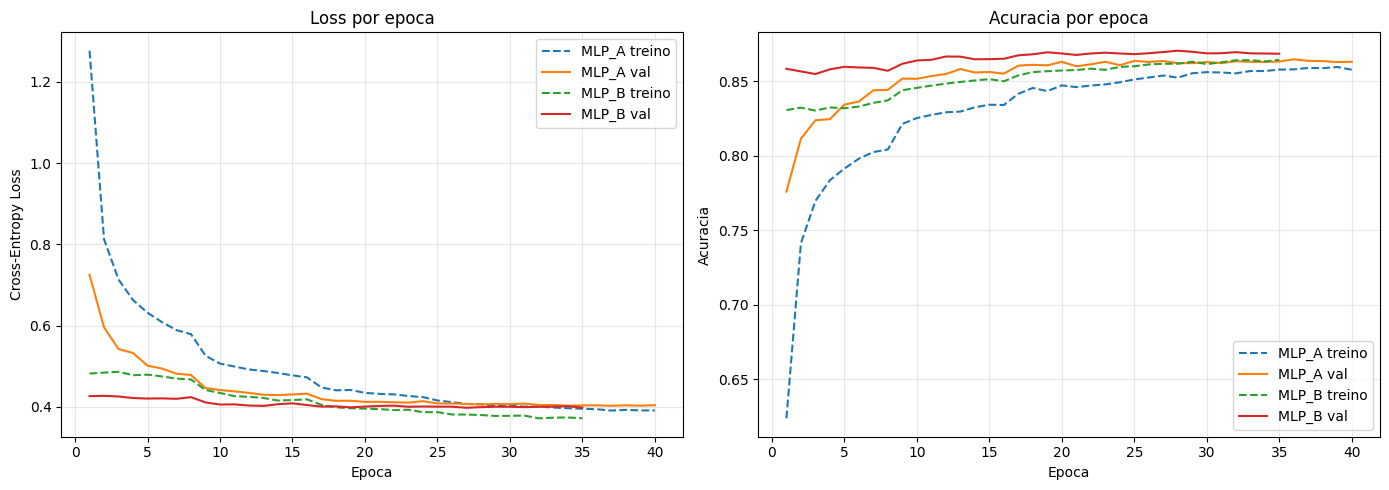 Loss por epoca
Cross-Entropy Loss
1.2
1.0
0.8
0.6
0.4
0 5 10 15 20 25 30 35 40
Epoca
MLP_A treino
MLP_A val
MLP_B treino
MLP_B val
Acuracia por epoca
Acuracia
0.85
0.80
0.75
0.70
0.65
0 5 10 15 20 25 30 35 40
Epoca
MLP_A treino
MLP_A val
MLP_B treino
MLP_B val